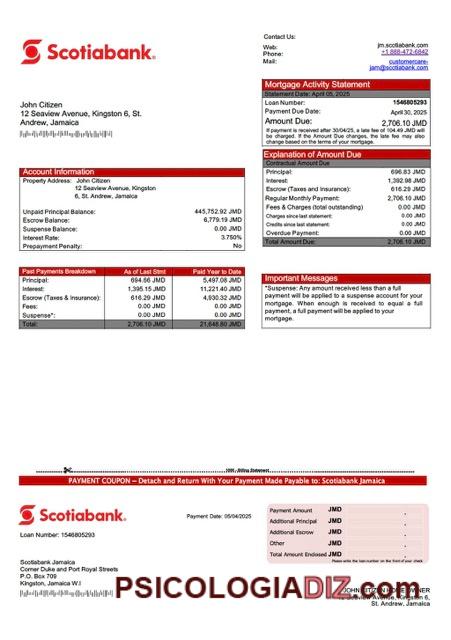 Scotiabank®
Contact Us:
Web: jm.scotiabank.com
Phone: +1 888-472-6842
Mail: customercare-
jam@scotiabank.com
John Citizen
12 Seaview Avenue, Kingston 6, St.
Andrew, Jamaica
Mortgage Activity Statement
Statement Date: April 05, 2025
Loan Number: 1546805293
Payment Due Date: April 30, 2025
Amount Due: 2,706.10 JMD
If payment is received after 30/04/25, a late fee of 104.49 JMD will
be charged. If the Amount Due changes, the late fee may also
change based on the terms of your mortgage.
Explanation of Amount Due
Contractual Amount Due
Principal: 696.83 JMD
Interest: 1,392.98 JMD
Escrow (Taxes and Insurance): 616.29 JMD
Regular Monthly Payment: 2,706.10 JMD
Fees & Charges (total outstanding) 0.00 JMD
Charges since last statement: 0.00 JMD
Credits since last statement: 0.00 JMD
Overdue Payment: 0.00 JMD
Total Amount Due: 2,706.10 JMD
Account Information
Property Address: John Citizen
12 Seaview Avenue, Kingston
6, St. Andrew, Jamaica
Unpaid Principal Balance: 445,752.92 JMD
Escrow Balance: 6,779.19 JMD
Suspense Balance: 0.00 JMD
Interest Rate: 3.750%
Prepayment Penalty: No
Past Payments Breakdown As of Last Stmt Paid Year to Date
Principal: 694.66 JMD 5,497.08 JMD
Interest: 1,395.15 JMD 11,221.40 JMD
Escrow (Taxes & Insurance): 616.29 JMD 4,930.32 JMD
Fees: 0.00 JMD 0.00 JMD
Suspense*: 0.00 JMD 0.00 JMD
Total: 2,706.10 JMD 21,648.80 JMD
Important Messages
*Suspense: Any amount received less than a full
payment will be applied to a suspense account for your
mortgage. When enough is received to equal a full
payment, a full payment will be applied to your
mortgage.
Billing Statement
PAYMENT COUPON – Detach and Return With Your Payment Made Payable to: Scotiabank Jamaica
Scotiabank®
Payment Date: 05/04/2025
Loan Number: 1546805293
Payment Amount JMD .
Additional Principal JMD .
Additional Escrow JMD .
Other JMD .
Total Amount Enclosed JMD .
Please write the loan number on the front of your check
Scotiabank Jamaica
Corner Duke and Port Royal Streets
P.O. Box 709
Kingston, Jamaica W.I
JOHN CITIZEN HOMEOWNER
12 Seaview Avenue, Kingston 6,
St. Andrew, Jamaica
PSICOLOGIADIZ.com